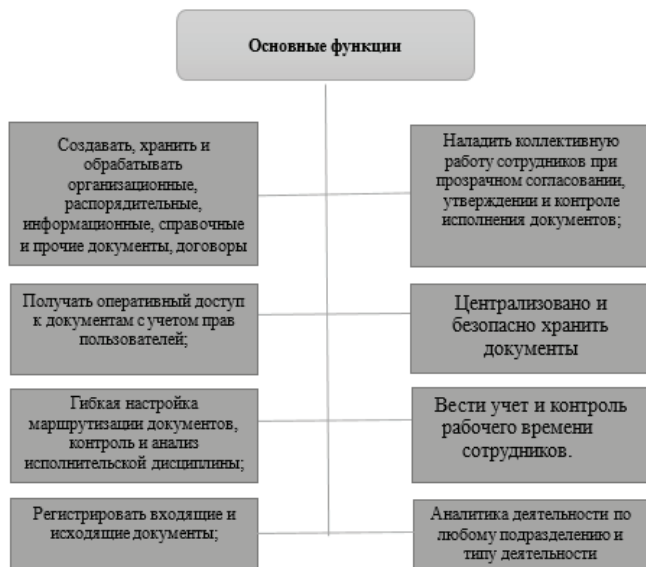 Основные функции
Создавать, хранить и
обрабатывать
организационные,
распорядительные,
информационные, справочные
и прочие документы, договоры
Наладить коллективную
работу сотрудников при
прозрачном согласовании,
утверждении и контроле
исполнения документов;
Получать оперативный доступ
к документам с учетом прав
пользователей;
Централизовано и
безопасно хранить
документы
Гибкая настройка
маршрутизации документов,
контроль и анализ
исполнительской дисциплины;
Вести учет и контроль
рабочего времени
сотрудников.
Регистрировать входящие и
исходящие документы;
Аналитика деятельности по
любому подразделению и
типу деятельности